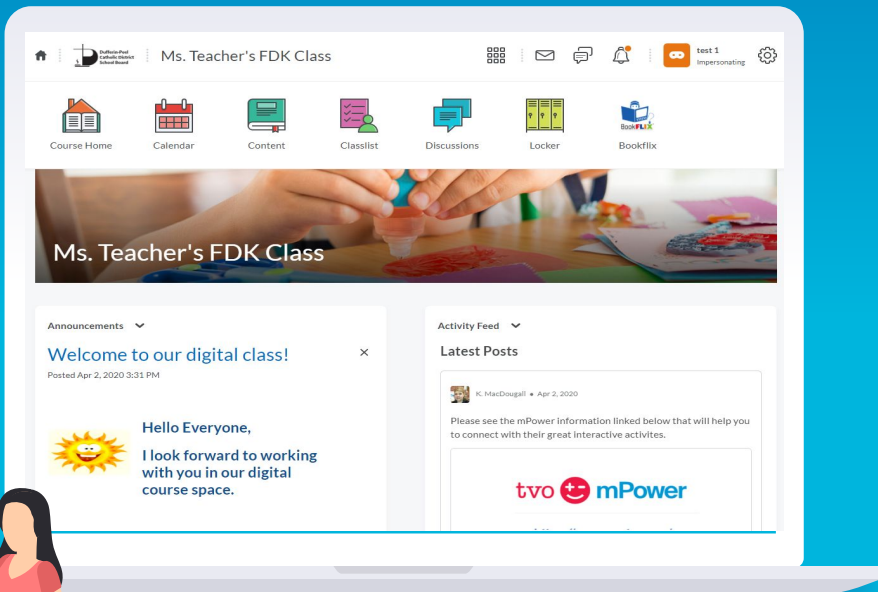 Dufferin-Peel
Catholic District
School Board
Ms. Teacher's FDK Class
test 1
Impersonating
Course Home
Calendar
Content
Classlist
Discussions
Locker
BookFLIX
Bookflix
Ms. Teacher's FDK Class
Announcements
Welcome to our digital class!
Posted Apr 2, 2020 3:31 PM
Hello Everyone,
I look forward to working
with you in our digital
course space.
Activity Feed
Latest Posts
K. MacDougall • Apr 2, 2020
Please see the mPower information linked below that will help you
to connect with their great interactive activites.
tvo mPower